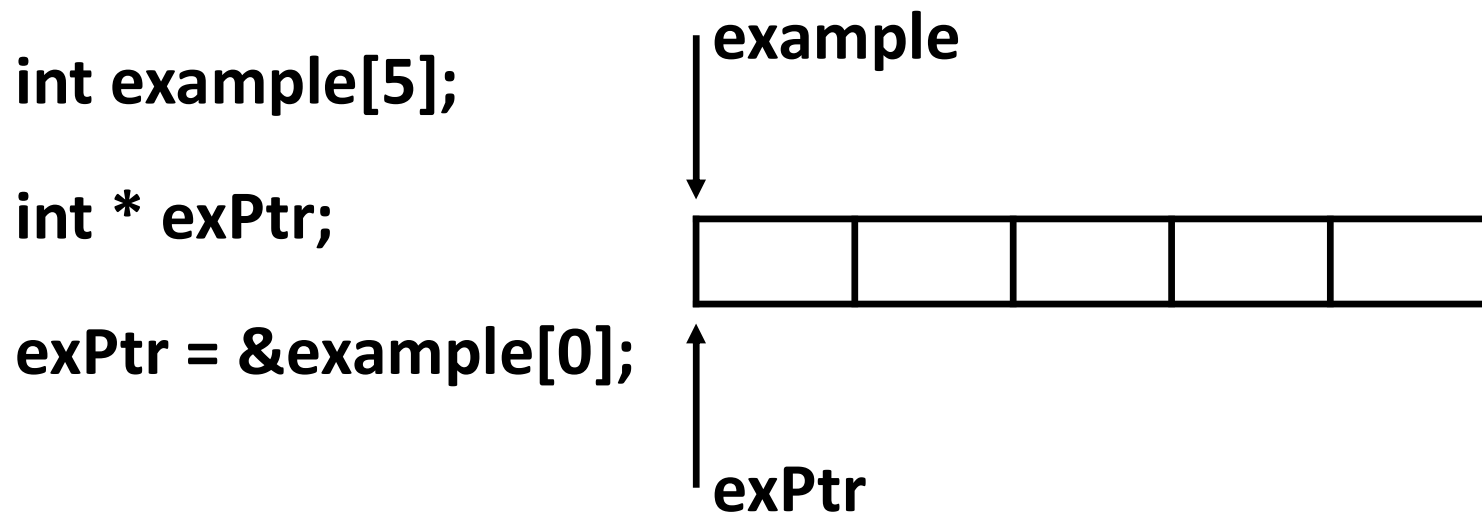 int example[5];
int * exPtr;
exPtr = &example[0];
example
exPtr